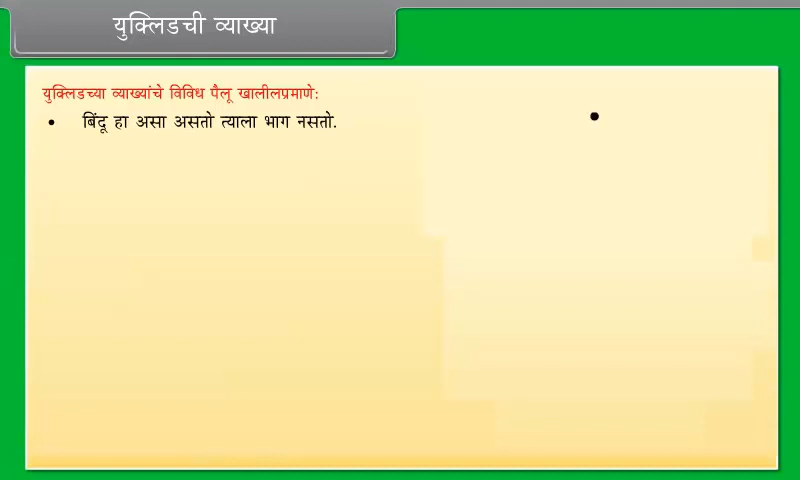 युक्लिडची व्याख्या
युक्लिडच्या व्याख्यांचे विविध पैलू खालीलप्रमाणे:
• बिंदू हा असा असतो त्याला भाग नसतो.